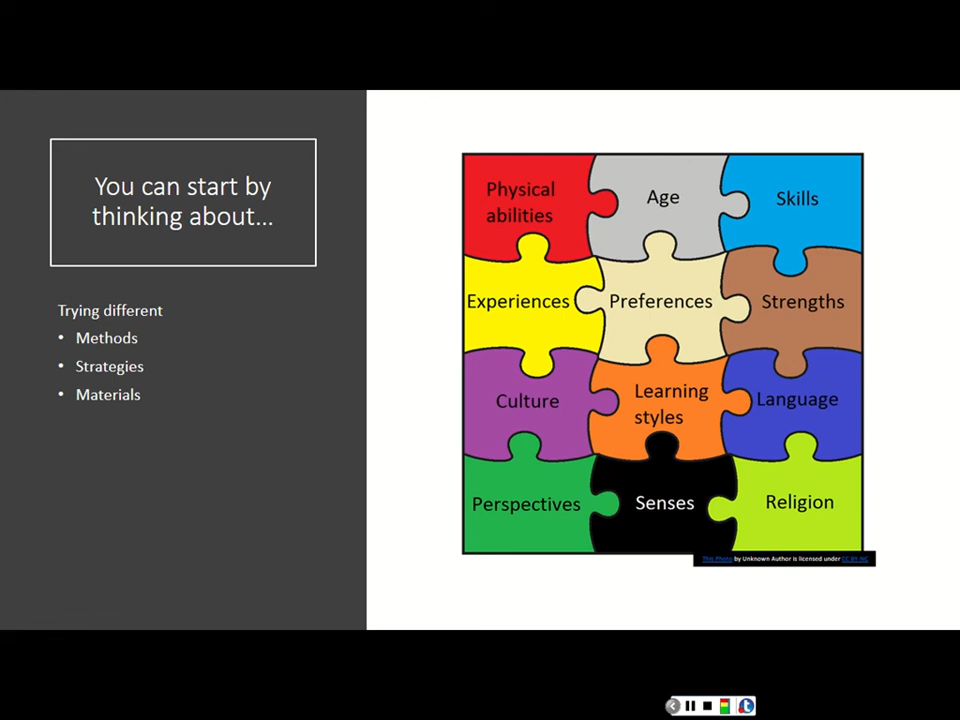 You can start by
thinking about...
Trying different
• Methods
• Strategies
• Materials
Physical
abilities
Age
Skills
Experiences
Preferences
Strengths
Culture
Learning
styles
Language
Perspectives
Senses
Religion
This Photo by Unknown Author is licensed under CC BY-NC